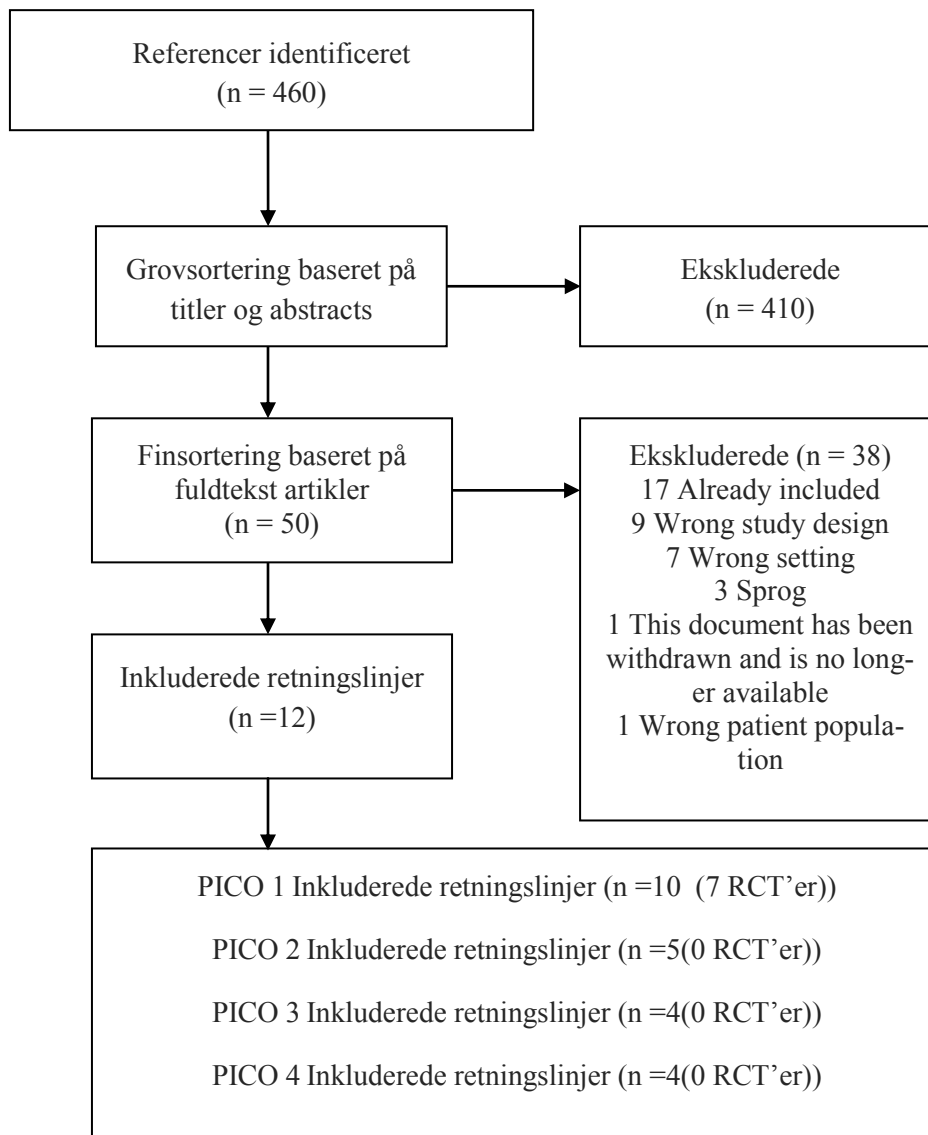 Referencer identificeret
(n = 460)
Grovsortering baseret på
titler og abstracts
Ekskluderede
(n = 410)
Finsortering baseret på
fuldtekst artikler
(n = 50)
Ekskluderede (n = 38)
17 Already included
9 Wrong study design
7 Wrong setting
3 Sprog
1 This document has been
withdrawn and is no long-
er available
1 Wrong patient popula-
tion
Inkluderede retningslinjer
(n =12)
PICO 1 Inkluderede retningslinjer (n =10  (7 RCT’er))
PICO 2 Inkluderede retningslinjer (n =5(0 RCT’er))
PICO 3 Inkluderede retningslinjer (n =4(0 RCT’er))
PICO 4 Inkluderede retningslinjer (n =4(0 RCT’er))